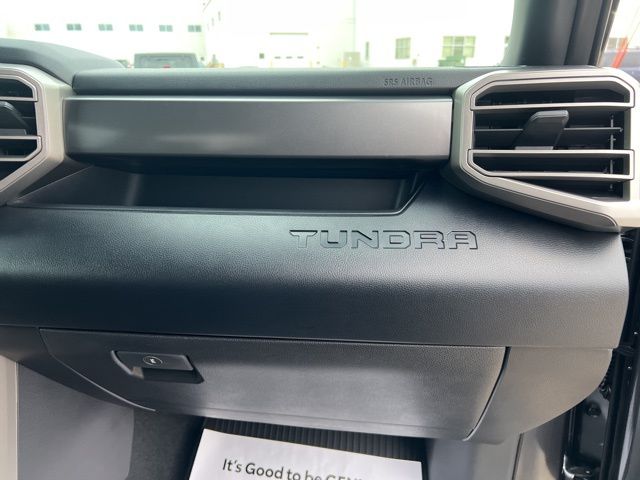 SRS AIRBAG
TUNDRA
It's Good to be